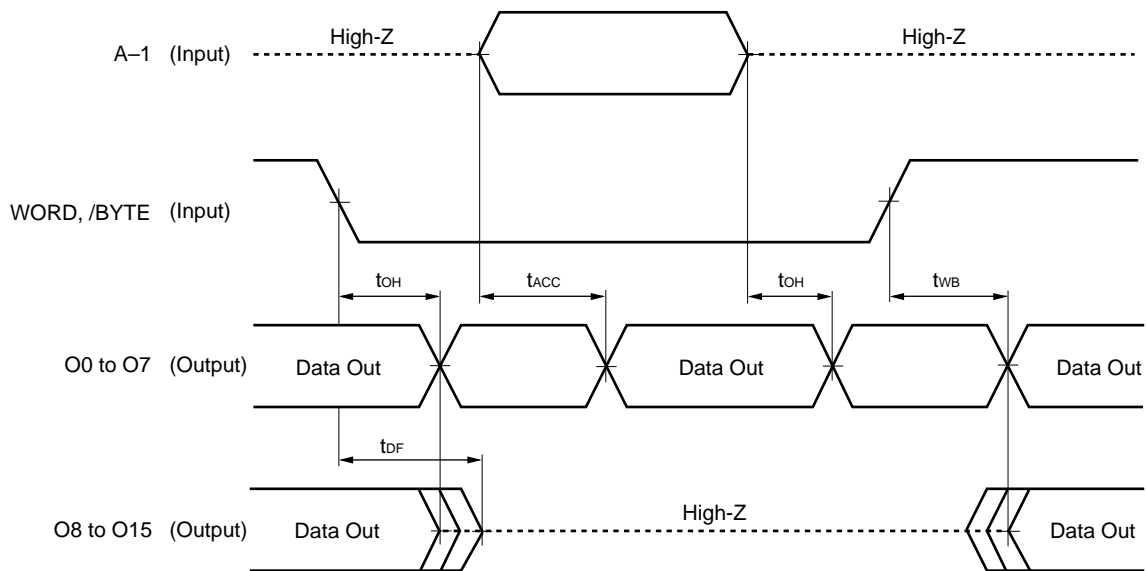 High-Z High-Z
A–1 (Input)
WORD, /BYTE (Input)
tOH tACC tOH tWB
O0 to O7 (Output) Data Out Data Out Data Out
tDF
High-Z
O8 to O15 (Output) Data Out Data Out